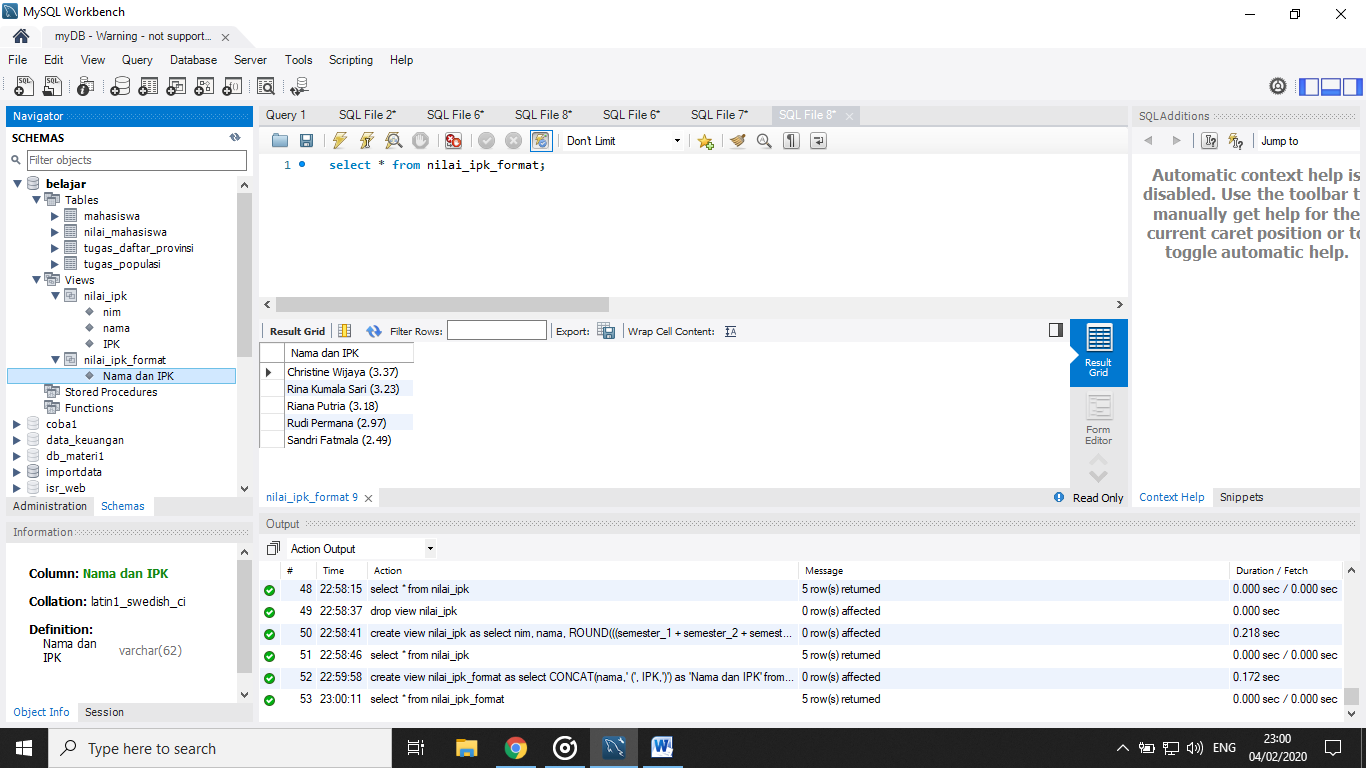 MySQL Workbench
myDB - Warning - not support...
File Edit View Query Database Server Tools Scripting Help
Navigator
SCHEMAS
Filter objects
belajar
Tables
mahasiswa
nilai_mahasiswa
tugas_daftar_provinsi
tugas_populasi
Views
nilai_ipk
nim
nama
IPK
nilai_ipk_format
Nama dan IPK
Stored Procedures
Functions
coba1
data_keuangan
db_materi1
importdata
isr_web
Administration Schemas
Information
Column: Nama dan IPK
Collation: latin1_swedish_ci
Definition:
Nama dan
IPK
varchar(62)
Object Info Session
Query 1 SQL File 2* SQL File 6* SQL File 8* SQL File 6* SQL File 7* SQL File 8*
Don't Limit
1 select * from nilai_ipk_format;
Result Grid Filter Rows: Export: Wrap Cell Content:
Nama dan IPK
Christine Wijaya (3.37)
Rina Kumala Sari (3.23)
Riana Putria (3.18)
Rudi Permana (2.97)
Sandri Fatmala (2.49)
Result
Grid
Form
Editor
nilai_ipk_format 9
Read Only
SQLAdditions
Jump to
Automatic context help is
disabled. Use the toolbar t
manually get help for the
current caret position or to
toggle automatic help.
Context Help Snippets
Output
Action Output
# Time Action Message Duration / Fetch
48 22:58:15 select * from nilai_ipk 5 row(s) returned 0.000 sec / 0.000 sec
49 22:58:37 drop view nilai_ipk 0 row(s) affected 0.000 sec
50 22:58:41 create view nilai_ipk as select nim, nama, ROUND(((semester_1 + semester_2 + semest... 0 row(s) affected 0.218 sec
51 22:58:46 select * from nilai_ipk 5 row(s) returned 0.000 sec / 0.000 sec
52 22:59:58 create view nilai_ipk_format as select CONCAT(nama,' (', IPK,')') as 'Nama dan IPK' from... 0 row(s) affected 0.172 sec
53 23:00:11 select * from nilai_ipk_format 5 row(s) returned 0.000 sec / 0.000 sec
Type here to search
ENG
23:00
04/02/2020